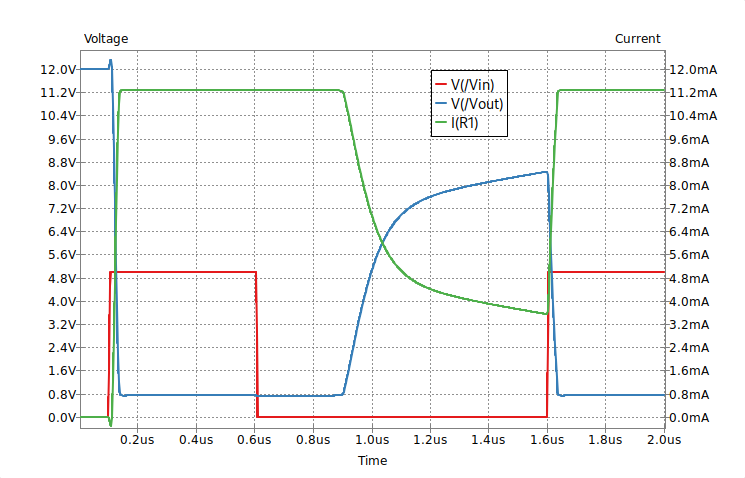 Voltage Current
12.0V 12.0mA
11.2V 11.2mA
10.4V 10.4mA
9.6V 9.6mA
8.8V 8.8mA
8.0V 8.0mA
7.2V 7.2mA
6.4V 6.4mA
5.6V 5.6mA
4.8V 4.8mA
4.0V 4.0mA
3.2V 3.2mA
2.4V 2.4mA
1.6V 1.6mA
0.8V 0.8mA
0.0V 0.0mA
V(/Vin)
V(/Vout)
I(R1)
0.2us 0.4us 0.6us 0.8us 1.0us 1.2us 1.4us 1.6us 1.8us 2.0us
Time